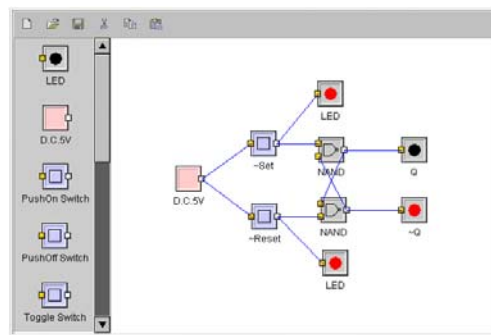 LED
D.C.5V
PushOn Switch
PushOff Switch
Toggle Switch
LED
~Set
NAND
Q
D.C.5V
~Reset
NAND
~Q
LED